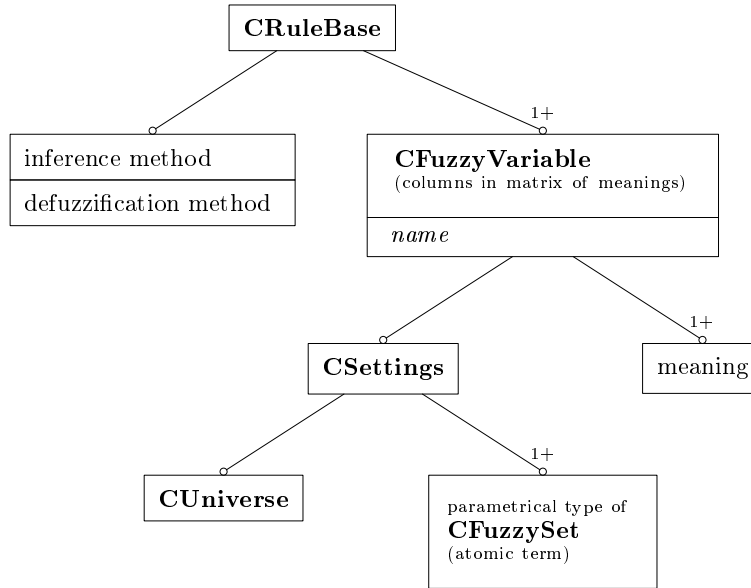 CRuleBase
1+
inference method
defuzzification method
CFuzzyVariable
(columns in matrix of meanings)
name
1+
CSettings
meaning
1+
CUniverse
parametrical type of
CFuzzySet
(atomic term)